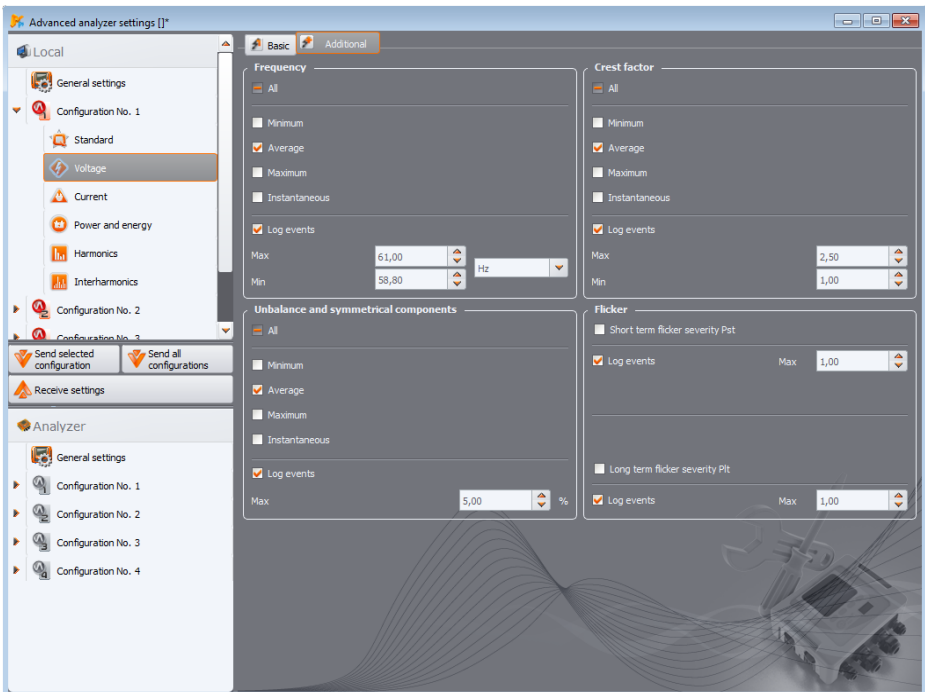 Advanced analyzer settings []*
Local
General settings
Configuration No. 1
Standard
Voltage
Current
Power and energy
Harmonics
Interharmonics
Configuration No. 2
Configuration No. 3
Send selected configuration
Send all configurations
Receive settings
Analyzer
General settings
Configuration No. 1
Configuration No. 2
Configuration No. 3
Configuration No. 4
Basic
Additional
Frequency
All
Minimum
Average
Maximum
Instantaneous
Log events
Max 61,00
Hz
Min 58,80
Crest factor
All
Minimum
Average
Maximum
Instantaneous
Log events
Max 2,50
Min 1,00
Unbalance and symmetrical components
All
Minimum
Average
Maximum
Instantaneous
Log events
Max 5,00 %
Flicker
Short term flicker severity Pst
Log events Max 1,00
Long term flicker severity Plt
Log events Max 1,00